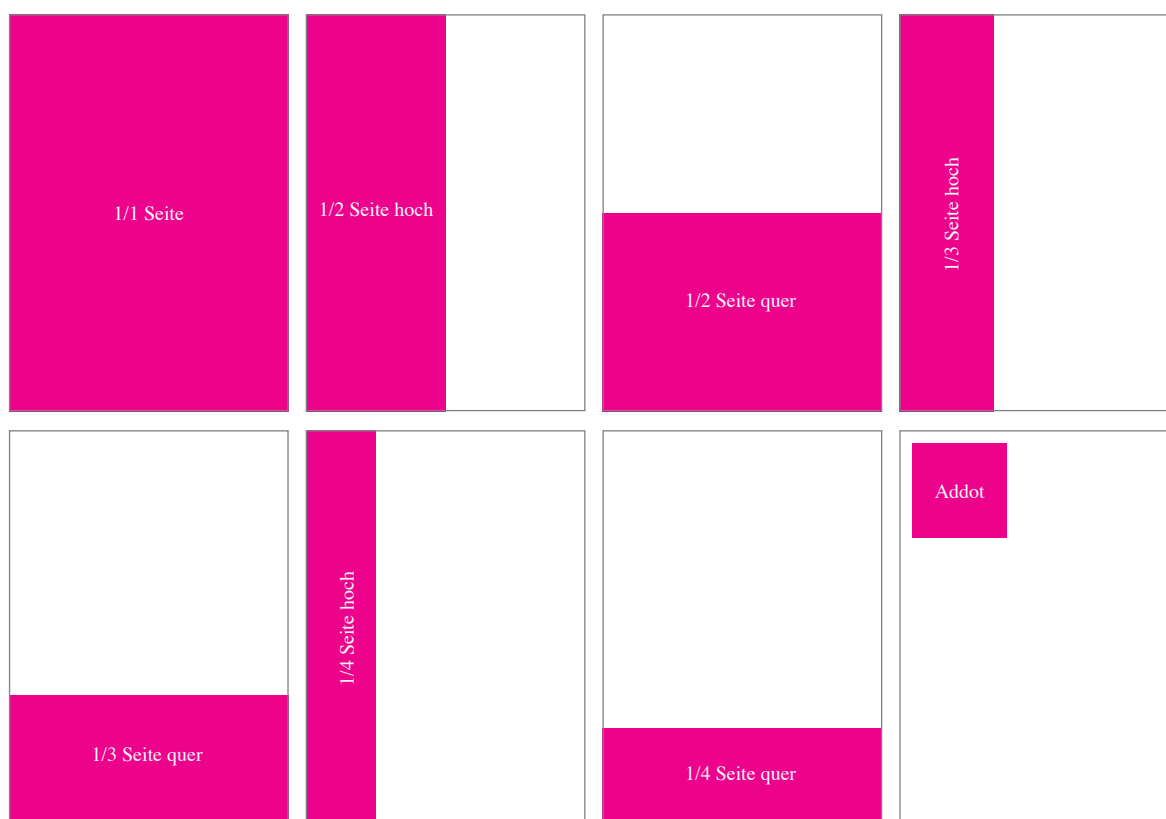 1/1 Seite
1/2 Seite hoch
1/2 Seite quer
1/3 Seite hoch
1/3 Seite quer
1/4 Seite hoch
1/4 Seite quer
Addot